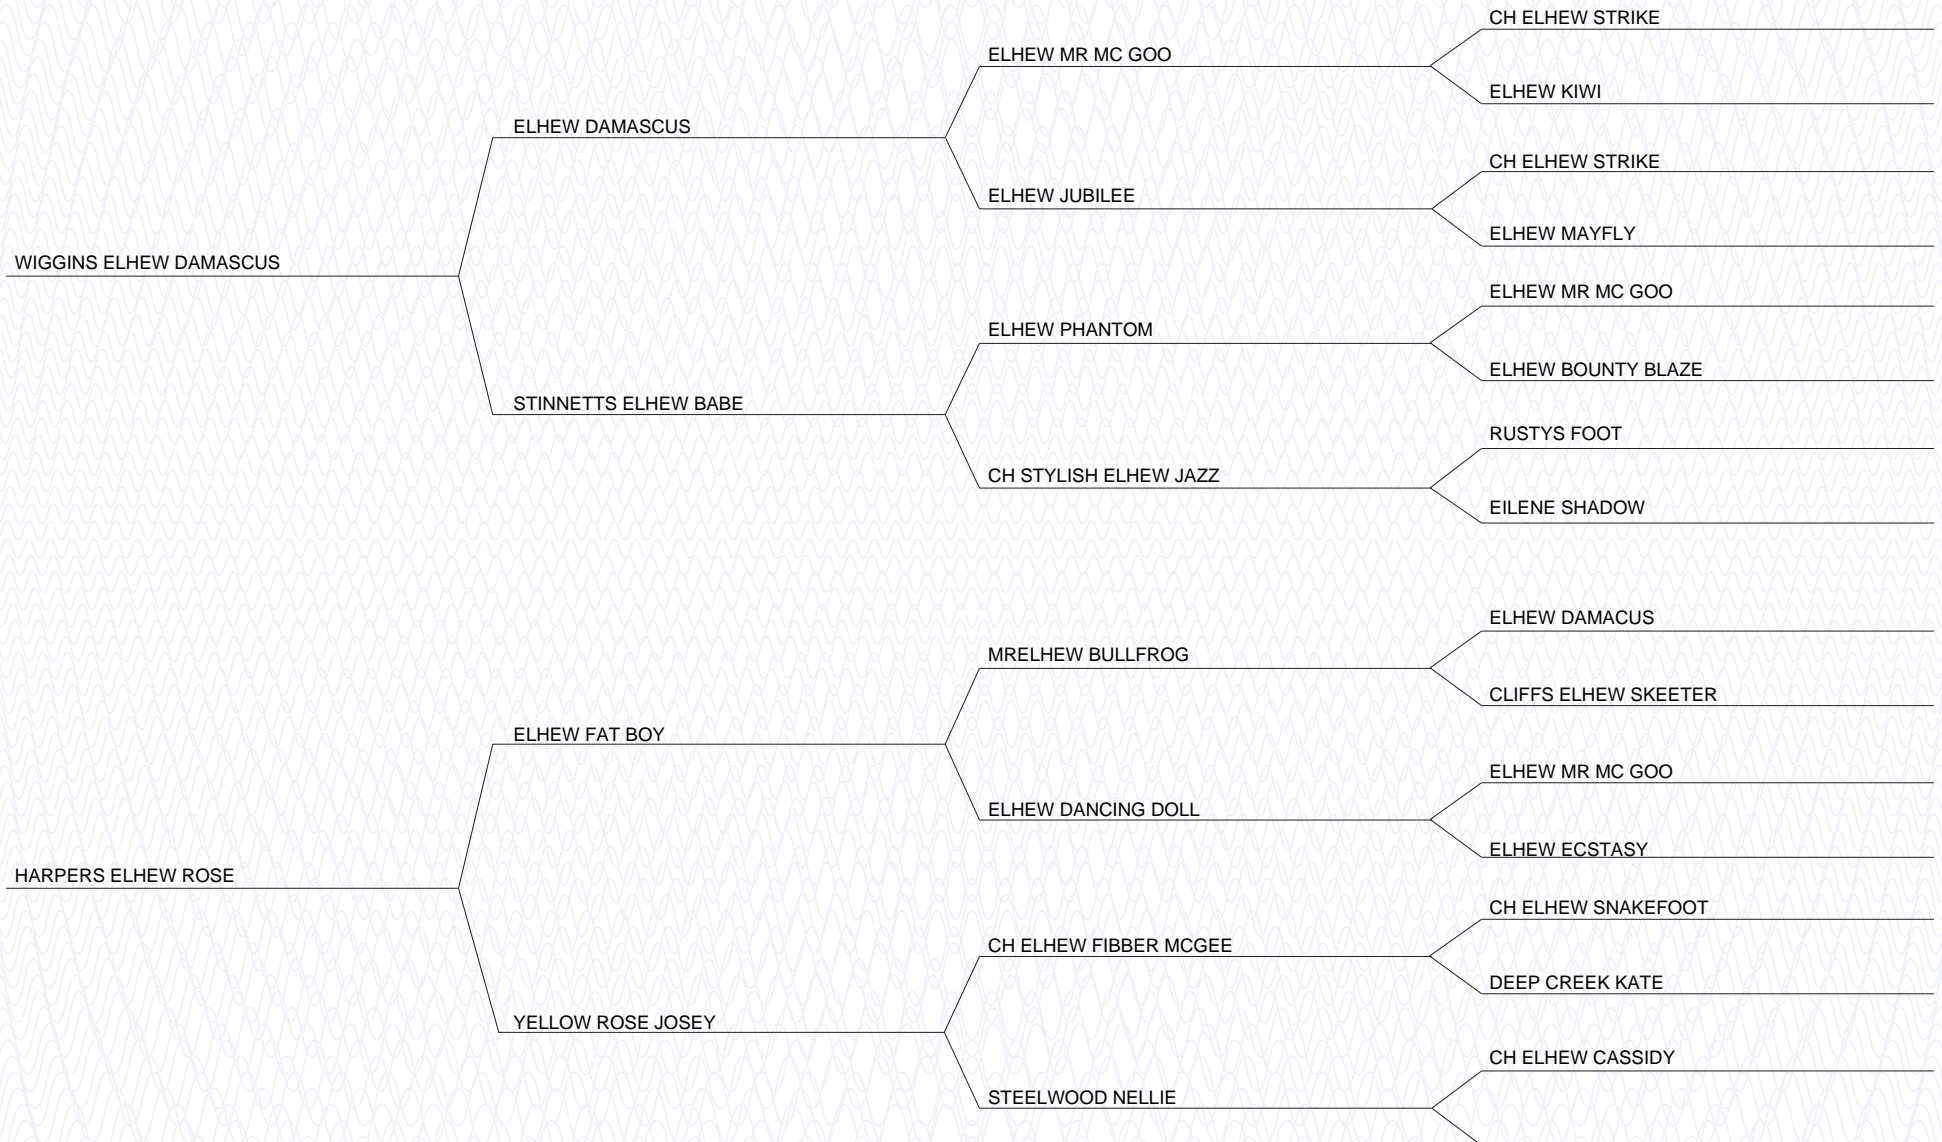 CH ELHEW STRIKE
ELHEW MR MC GOO
ELHEW KIWI
ELHEW DAMASCUS
CH ELHEW STRIKE
ELHEW JUBILEE
ELHEW MAYFLY
WIGGINS ELHEW DAMASCUS
ELHEW MR MC GOO
ELHEW PHANTOM
ELHEW BOUNTY BLAZE
STINNETTS ELHEW BABE
RUSTYS FOOT
CH STYLISH ELHEW JAZZ
EILENE SHADOW
ELHEW DAMACUS
MRELHEW BULLFROG
CLIFFS ELHEW SKEETER
ELHEW FAT BOY
ELHEW MR MC GOO
ELHEW DANCING DOLL
ELHEW ECSTASY
HARPERS ELHEW ROSE
CH ELHEW SNAKEFOOT
CH ELHEW FIBBER MCGEE
DEEP CREEK KATE
YELLOW ROSE JOSEY
CH ELHEW CASSIDY
STEELWOOD NELLIE